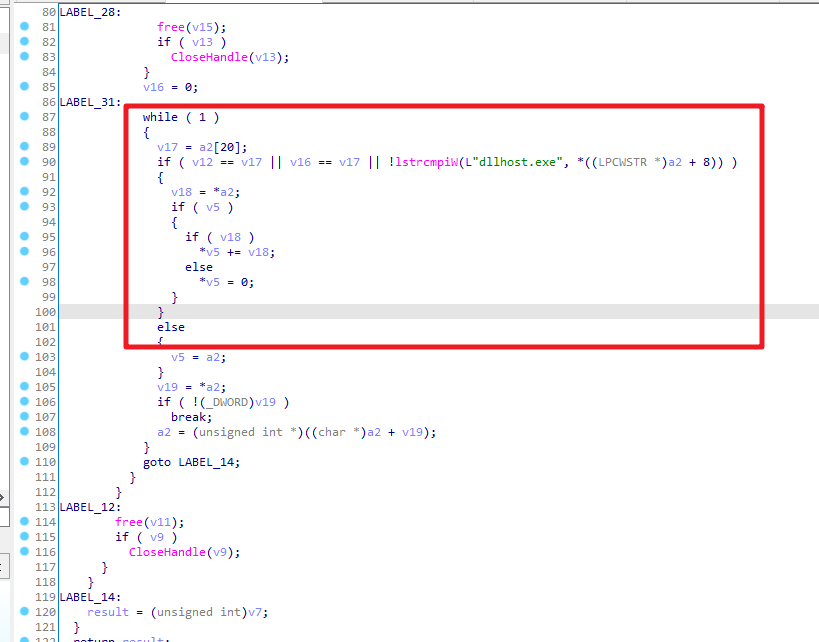 80 LABEL_28:
81 free(v15);
82 if ( v13 )
83 CloseHandle(v13);
84 }
85 v16 = 0;
86 LABEL_31:
87 while ( 1 )
88 {
89 v17 = a2[20];
90 if ( v12 == v17 || v16 == v17 || !lstrcmpiW(L"dllhost.exe", *((LPCWSTR *)a2 + 8)) )
91 {
92 v18 = *a2;
93 if ( v5 )
94 {
95 if ( v18 )
96 *v5 += v18;
97 else
98 *v5 = 0;
99 }
100 }
101 else
102 {
103 v5 = a2;
104 }
105 v19 = *a2;
106 if ( !(_DWORD)v19 )
107 break;
108 a2 = (unsigned int *)((char *)a2 + v19);
109 }
110 goto LABEL_14;
111 }
112 }
113 LABEL_12:
114 free(v11);
115 if ( v9 )
116 CloseHandle(v9);
117 }
118 }
119 LABEL_14:
120 result = (unsigned int)v7;
121 }
122 return result;